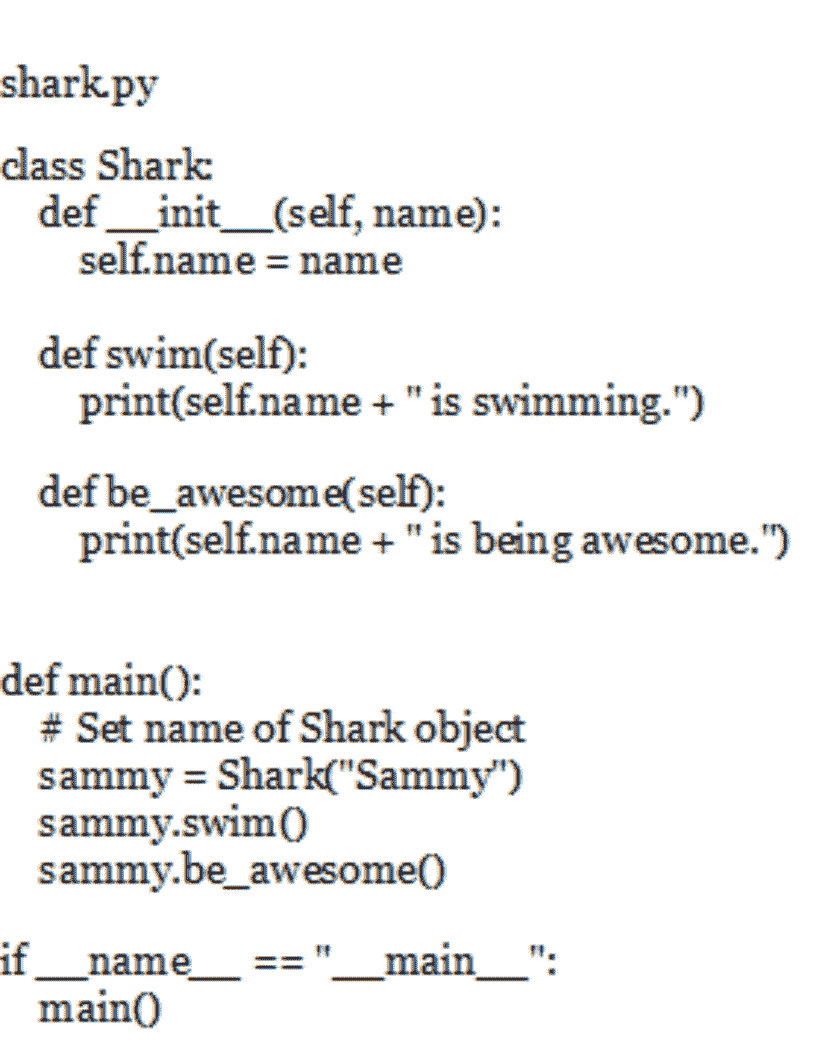 shark.py
class Shark:
    def __init__(self, name):
        self.name = name
    def swim(self):
        print(self.name + " is swimming.")
    def be_awesome(self):
        print(self.name + " is being awesome.")
def main():
    # Set name of Shark object
    sammy = Shark("Sammy")
    sammy.swim()
    sammy.be_awesome()
if __name__ == "__main__":
    main()